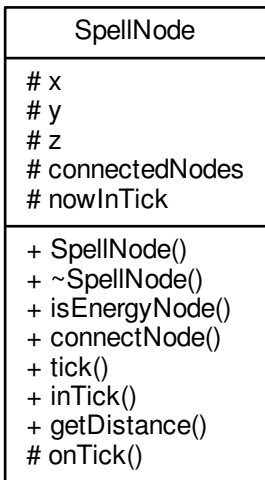 SpellNode
# x
# y
# z
# connectedNodes
# nowInTick
+ SpellNode()
+ ~SpellNode()
+ isEnergyNode()
+ connectNode()
+ tick()
+ inTick()
+ getDistance()
# onTick()